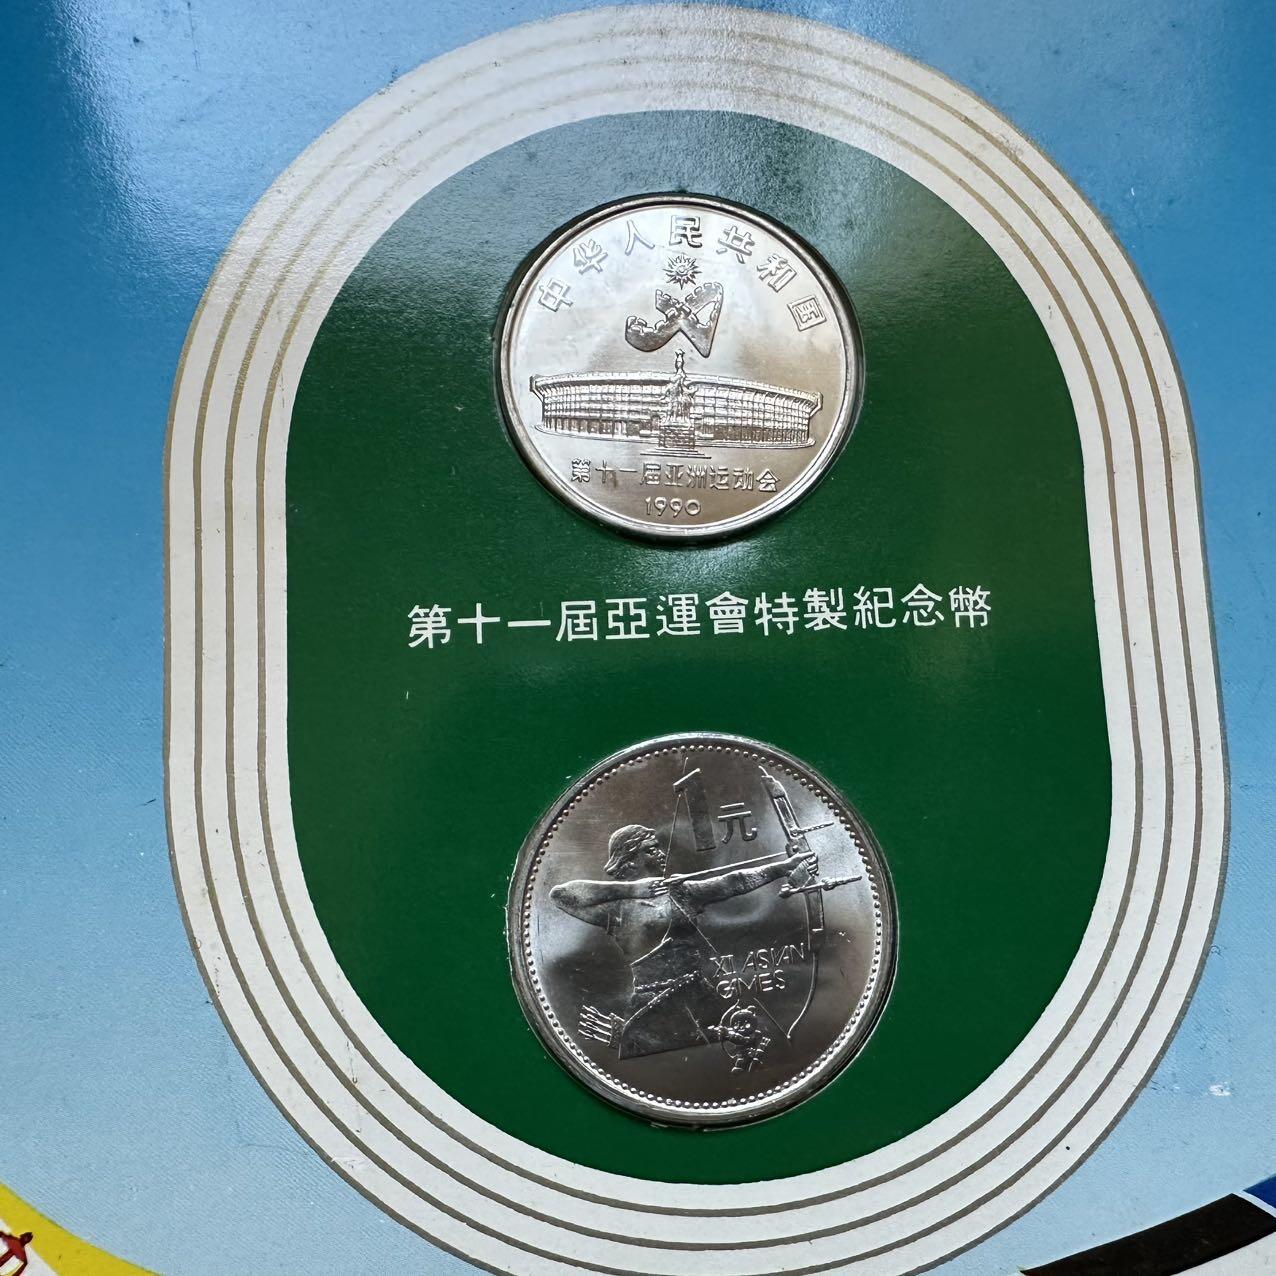 中华人民共和国
第十一届亚洲运动会
1990
第十一屆亞運會特製紀念幣
1元
XI ASIAN
GAMES